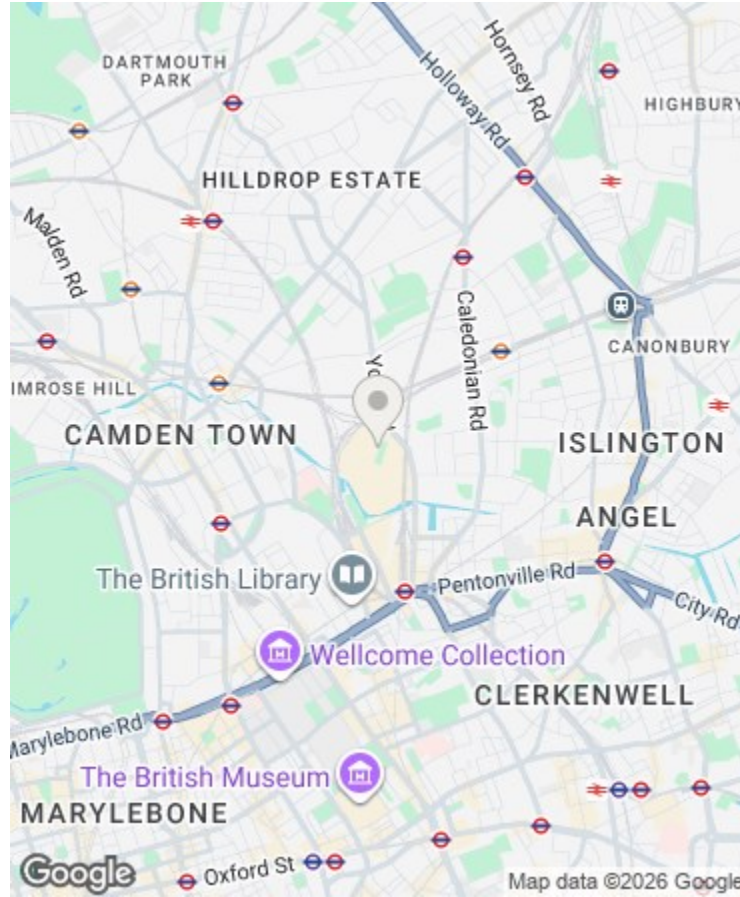 DARTMOUTH
PARK
Hornsey Rd
Holloway Rd
HIGHBURY
HILLDROP ESTATE
Malden Rd
Caledonian Rd
CANONBURY
IMROSE HILL
Yo
CAMDEN TOWN
ISLINGTON
ANGEL
The British Library
Pentonville Rd
City Rd
Wellcome Collection
CLERKENWELL
Marylebone Rd
The British Museum
MARYLEBONE
Oxford St
Google
Map data ©2026 Google